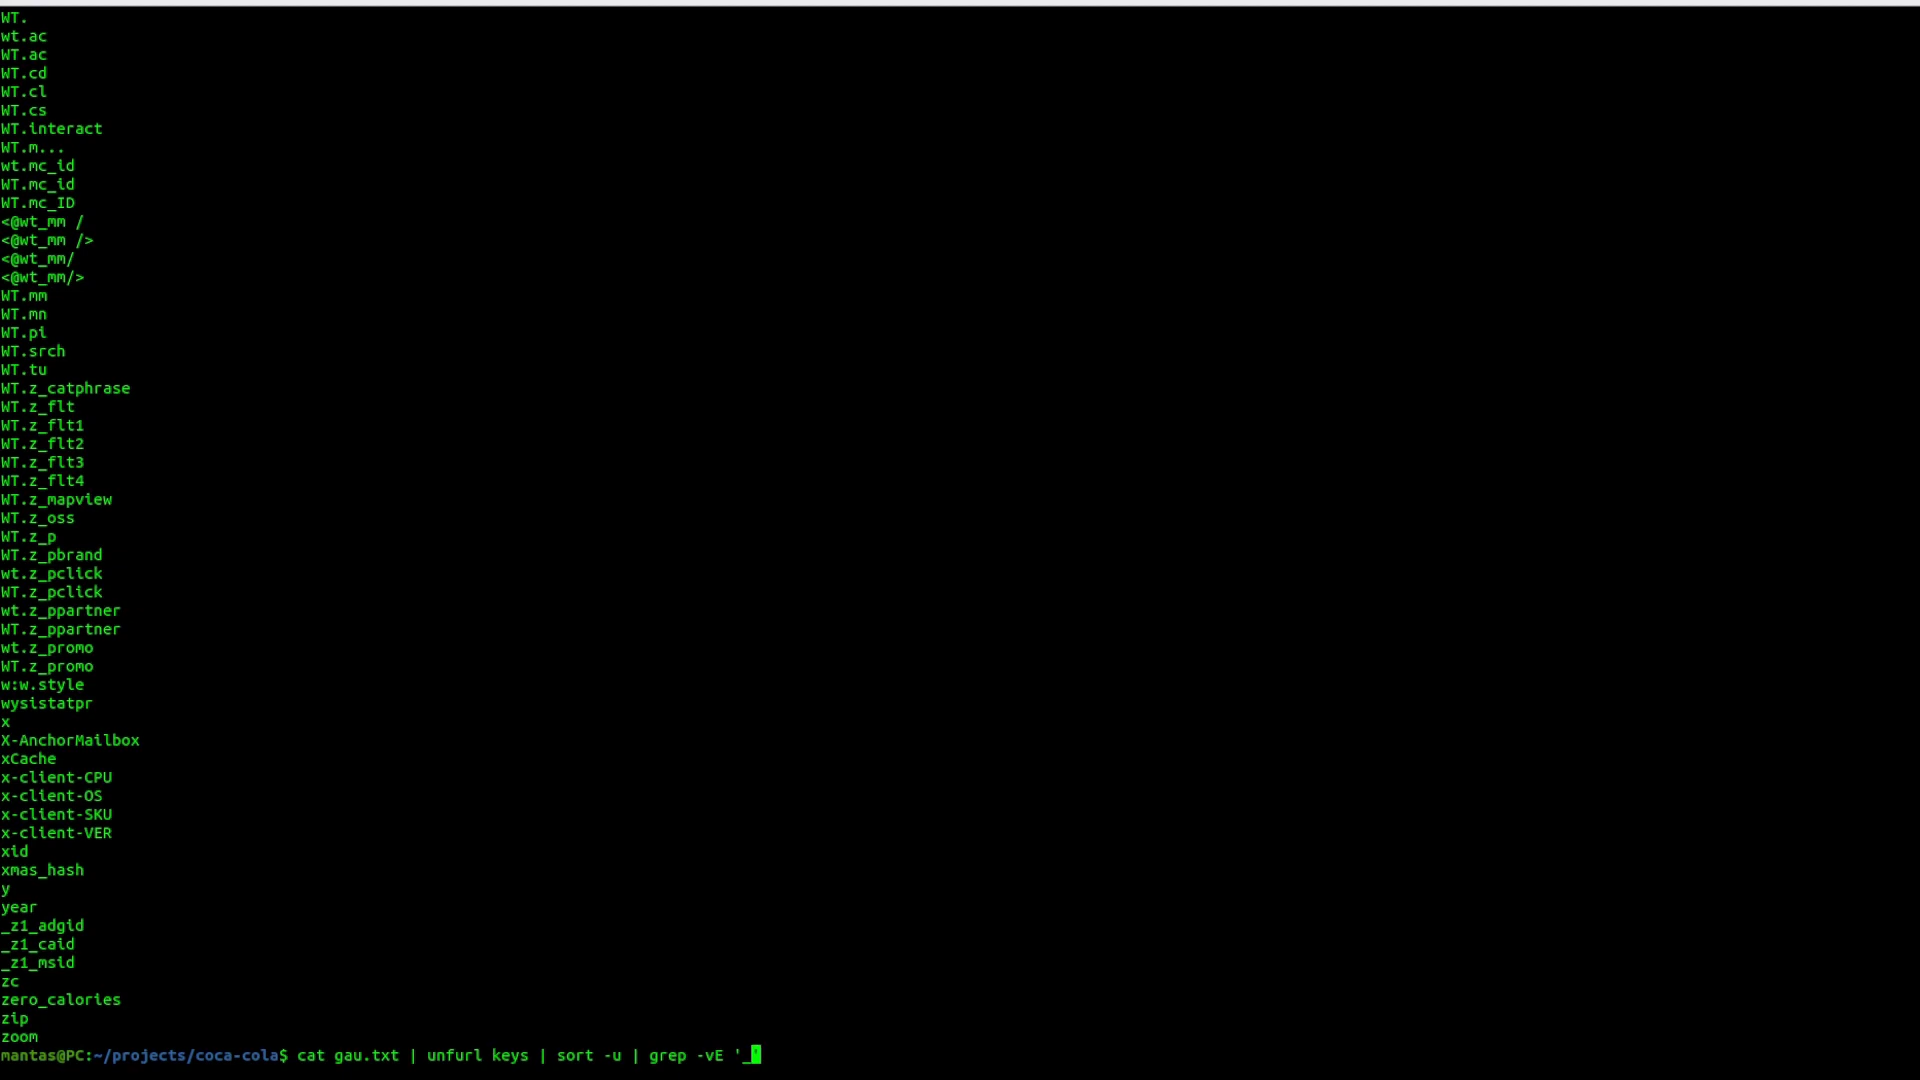 WT.
wt.ac
WT.ac
WT.cd
WT.cl
WT.cs
WT.interact
WT.m...
wt.mc_id
WT.mc_id
WT.mc_ID
<@wt_mm /
<@wt_mm />
<@wt_mm/
<@wt_mm/>
WT.mm
WT.mn
WT.pi
WT.srch
WT.tu
WT.z_catphrase
WT.z_flt
WT.z_flt1
WT.z_flt2
WT.z_flt3
WT.z_flt4
WT.z_mapview
WT.z_oss
WT.z_p
WT.z_pbrand
wt.z_pclick
WT.z_pclick
wt.z_ppartner
WT.z_ppartner
wt.z_promo
WT.z_promo
w:w.style
wysistatpr
x
X-AnchorMailbox
xCache
x-client-CPU
x-client-OS
x-client-SKU
x-client-VER
xid
xmas_hash
y
year
_z1_adgid
_z1_caid
_z1_msid
zc
zero_calories
zip
zoom
mantas@PC:~/projects/coca-cola$ cat gau.txt | unfurl keys | sort -u | grep -vE '_'